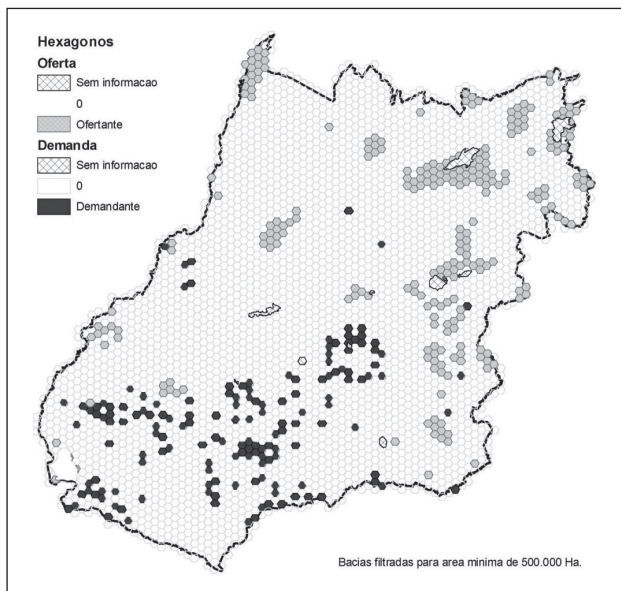 Hexagonos
Oferta
Sem informacao
0
Ofertante
Demanda
Sem informacao
0
Demandante
Bacias filtradas para area minima de 500.000 Ha.